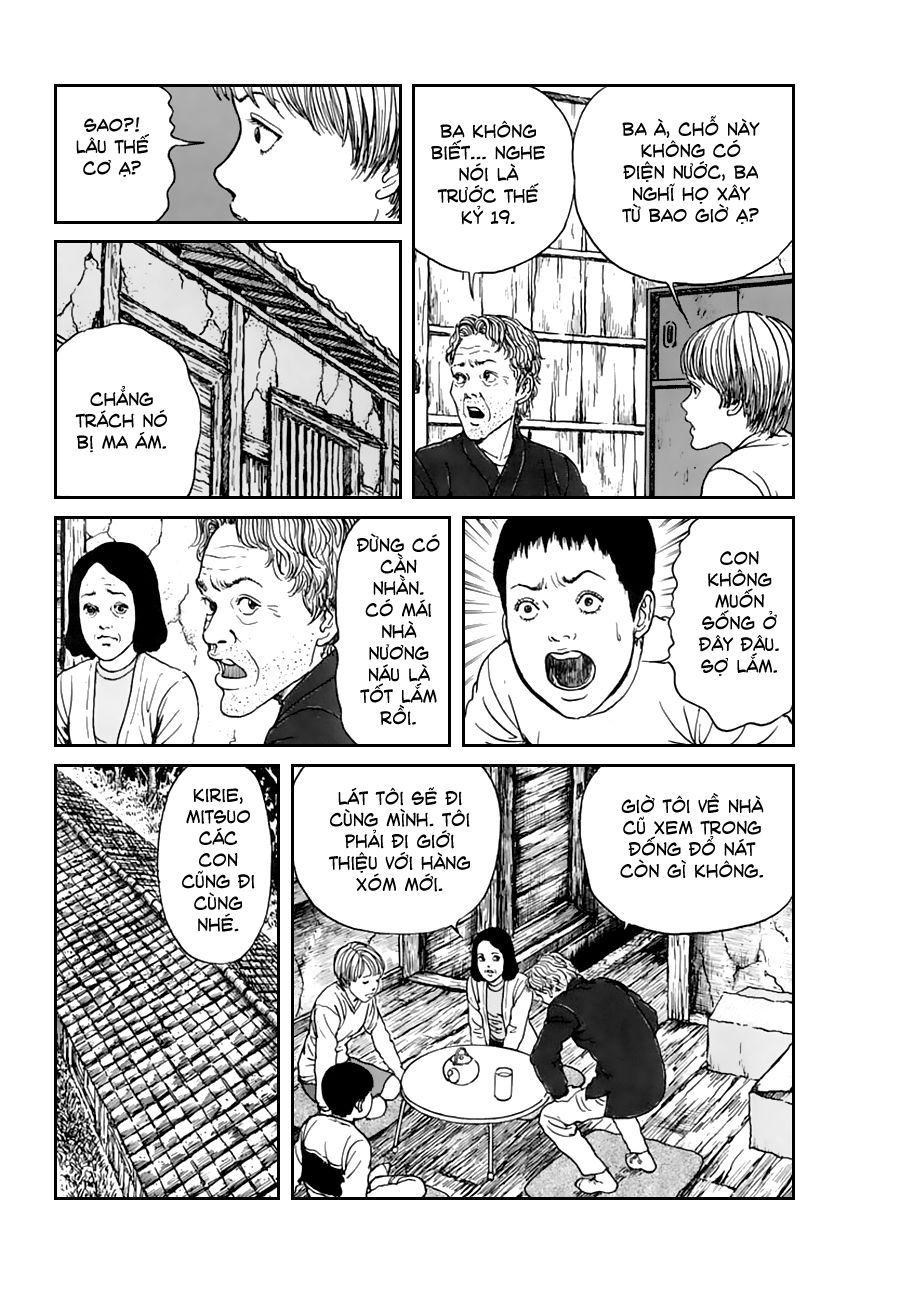 BA À, CHỖ NÀY
KHÔNG CÓ
ĐIỆN NƯỚC, BA
NGHĨ HỌ XÂY
TỪ BAO GIỜ Ạ?
BA KHÔNG
BIẾT... NGHE
NÓI LÀ
TRƯỚC THẾ
KỶ 19.
SAO?!
LÂU THẾ
CƠ Ạ?
CHẲNG
TRÁCH NÓ
BỊ MA ÁM.
CON
KHÔNG
MUỐN
SỐNG Ở
ĐÂY ĐÂU.
SỢ LẮM.
ĐỪNG CÓ
CẰN
NHẰN.
CÓ MÁI
NHÀ
NƯƠNG
NÁU LÀ
TỐT LẮM
RỒI.
GIỜ TÔI VỀ NHÀ
CŨ XEM TRONG
ĐỐNG ĐỔ NÁT
CÒN GÌ KHÔNG.
LÁT TÔI SẼ ĐI
CÙNG MÌNH. TÔI
PHẢI ĐI GIỚI
THIỆU VỚI HÀNG
XÓM MỚI.
KIRIE,
MITSUO
CÁC
CON
CŨNG ĐI
CÙNG
NHÉ.